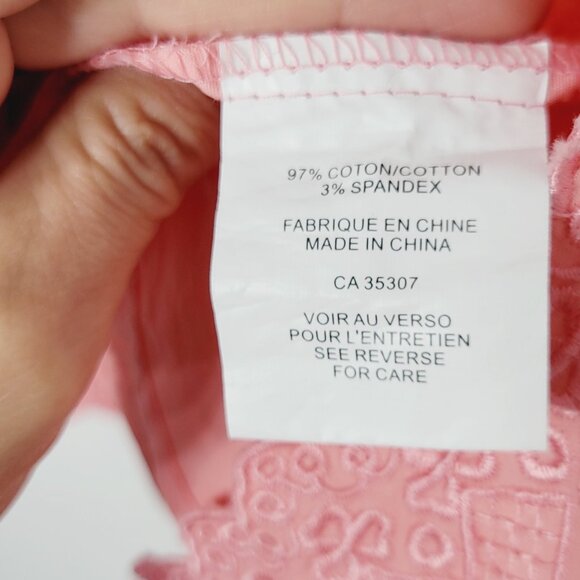 97% COTON/COTTON
3% SPANDEX
FABRIQUE EN CHINE
MADE IN CHINA
CA 35307
VOIR AU VERSO
POUR L'ENTRETIEN
SEE REVERSE
FOR CARE